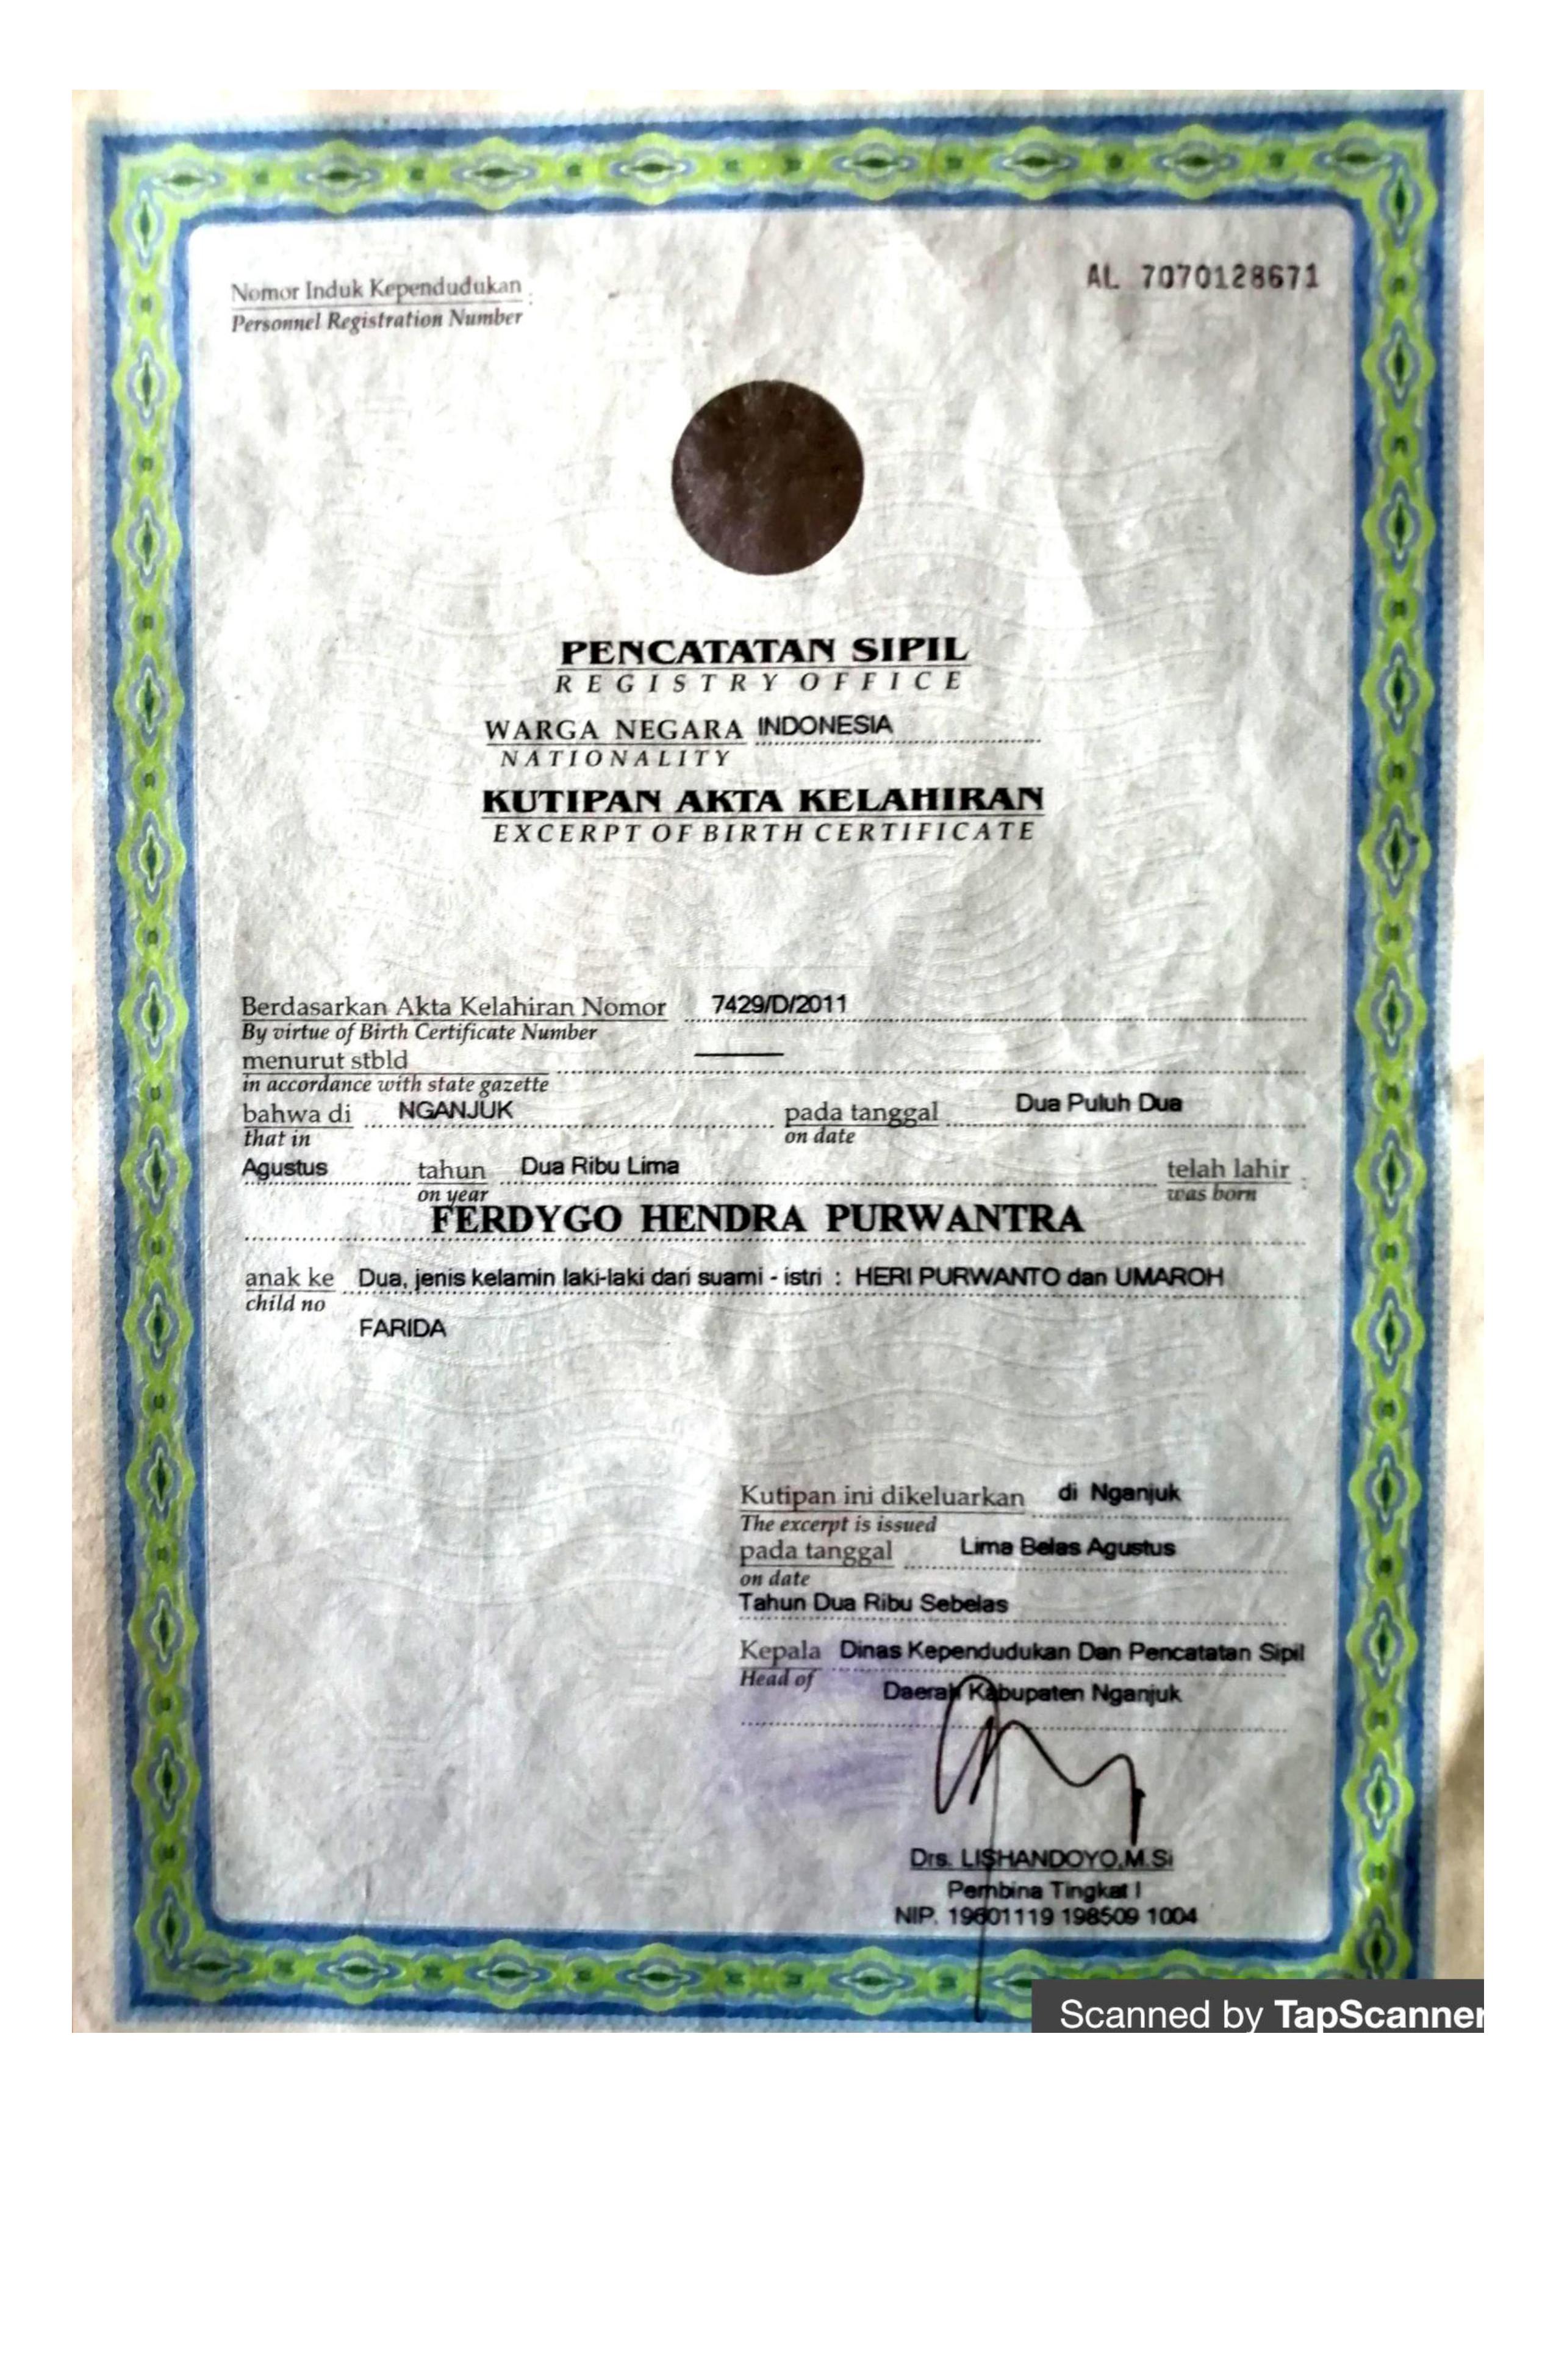 Nomor Induk Kependudukan :
Personnel Registration Number
AL 7070128671
PENCATATAN SIPIL
REGISTRY OFFICE
WARGA NEGARA INDONESIA
NATIONALITY
KUTIPAN AKTA KELAHIRAN
EXCERPT OF BIRTH CERTIFICATE
Berdasarkan Akta Kelahiran Nomor 7429/D/2011
By virtue of Birth Certificate Number
menurut stbld
in accordance with state gazette
bahwa di NGANJUK pada tanggal Dua Puluh Dua
that in on date
Agustus tahun Dua Ribu Lima telah lahir :
on year was born
FERDYGO HENDRA PURWANTRA
anak ke Dua, jenis kelamin laki-laki dari suami - istri : HERI PURWANTO dan UMAROH
child no
FARIDA
Kutipan ini dikeluarkan di Nganjuk
The excerpt is issued
pada tanggal Lima Belas Agustus
on date
Tahun Dua Ribu Sebelas
Kepala Dinas Kependudukan Dan Pencatatan Sipil
Head of
Daerah Kabupaten Nganjuk
Drs. LISHANDOYO,M.Si
Pembina Tingkat I
NIP. 19601119 198509 1004
Scanned by TapScanner